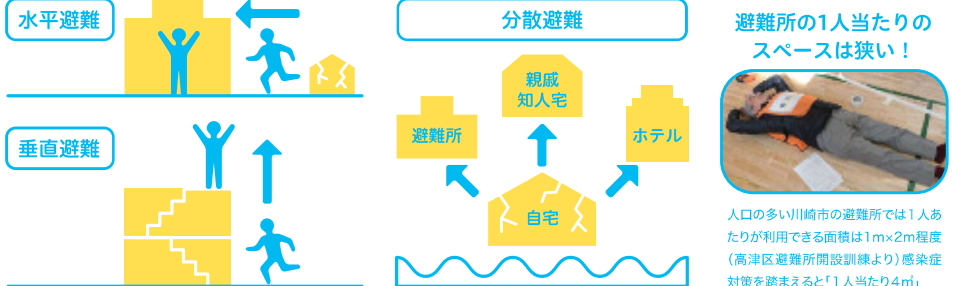 水平避難
垂直避難
分散避難
親戚
知人宅
避難所
ホテル
自宅
避難所の1人当たりの
スペースは狭い！
人口の多い川崎市の避難所では1人あ
たりが利用できる面積は1m×2m程度
（高津区避難所開設訓練より）感染症
対策を踏まえると「1人当たり4㎡」